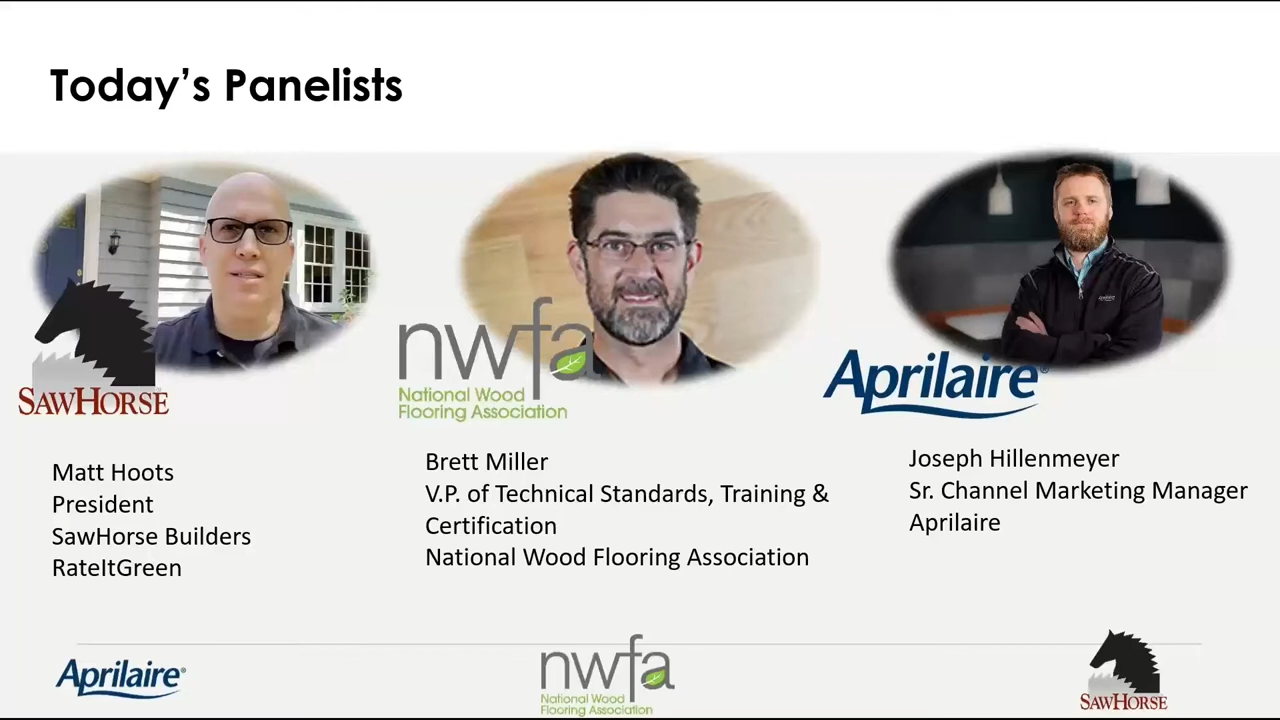 Today's Panelists
SAWHORSE
nwfa
National Wood
Flooring Association
Aprilaire®
Matt Hoots
President
SawHorse Builders
RateItGreen
Brett Miller
V.P. of Technical Standards, Training &
Certification
National Wood Flooring Association
Joseph Hillenmeyer
Sr. Channel Marketing Manager
Aprilaire
Aprilaire®
nwfa
National Wood
Flooring Association
SAWHORSE